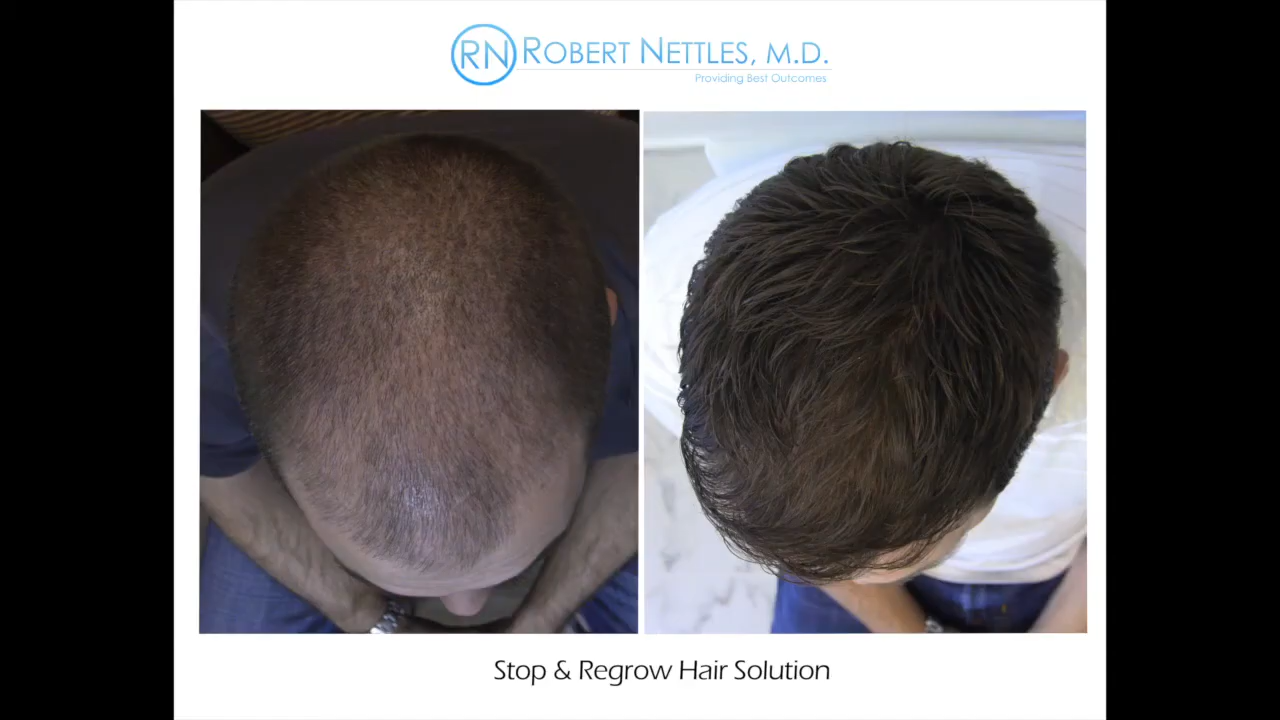 RN ROBERT NETTLES, M.D.
Providing Best Outcomes
Stop & Regrow Hair Solution